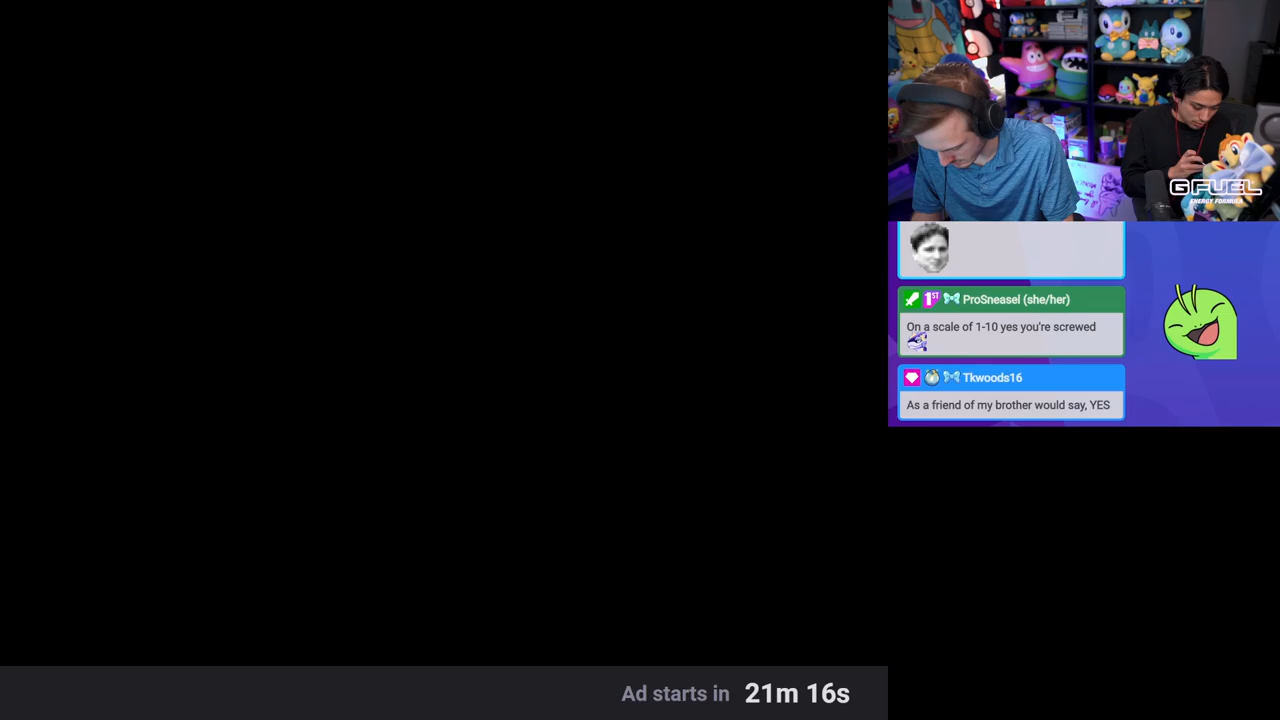 GFUEL
ENERGY FORMULA
1ST ProSneasel (she/her)
On a scale of 1-10 yes you're screwed
Tkwoods16
As a friend of my brother would say, YES
Ad starts in 21m 16s